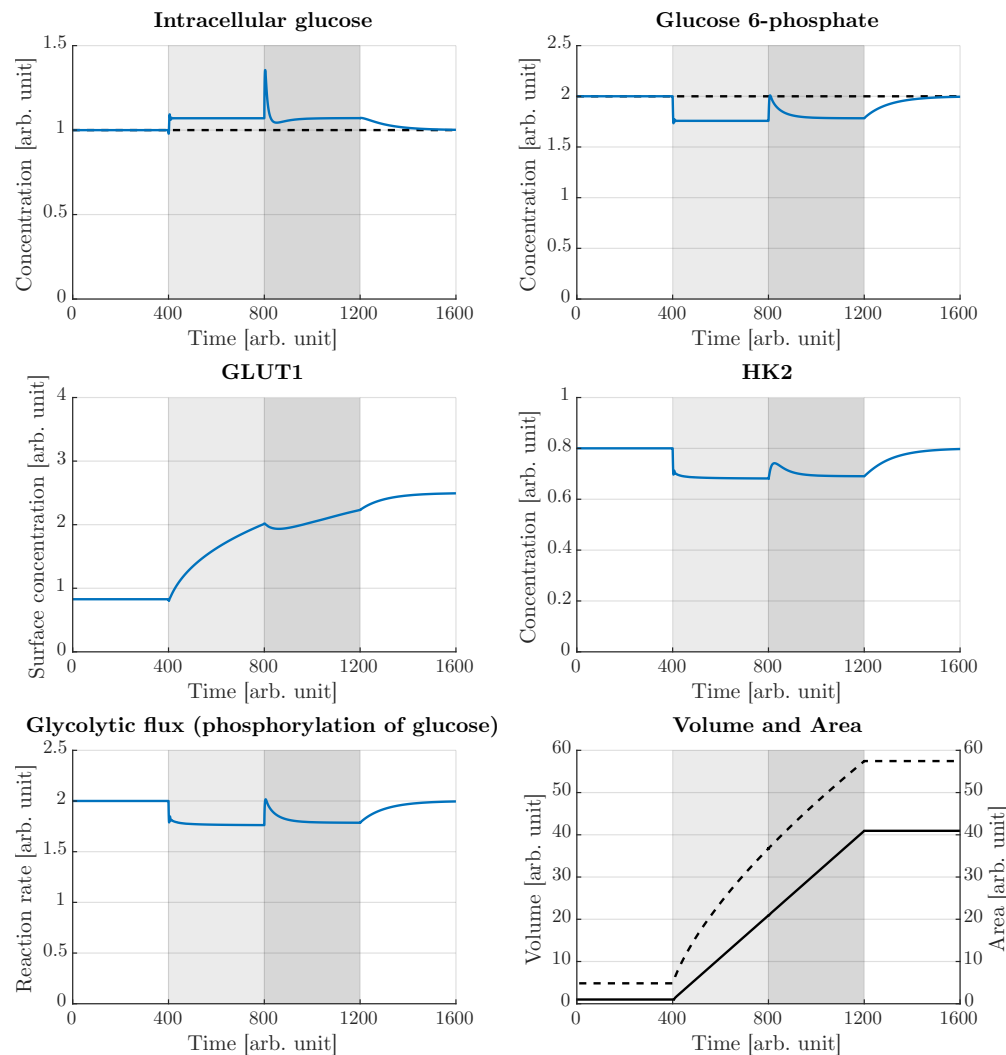 Intracellular glucose
Concentration [arb. unit]
1.5
1
0.5
0
0 400 800 1200 1600
Time [arb. unit]
Glucose 6-phosphate
Concentration [arb. unit]
2.5
2
1.5
1
0.5
0
0 400 800 1200 1600
Time [arb. unit]
GLUT1
Surface concentration [arb. unit]
4
3
2
1
0
0 400 800 1200 1600
Time [arb. unit]
HK2
Concentration [arb. unit]
1
0.8
0.6
0.4
0.2
0
0 400 800 1200 1600
Time [arb. unit]
Glycolytic flux (phosphorylation of glucose)
Reaction rate [arb. unit]
2.5
2
1.5
1
0.5
0
0 400 800 1200 1600
Time [arb. unit]
Volume and Area
Volume [arb. unit]
60
50
40
30
20
10
0
0 400 800 1200 1600
Time [arb. unit]
60
50
40
30
20
10
0
Area [arb. unit]